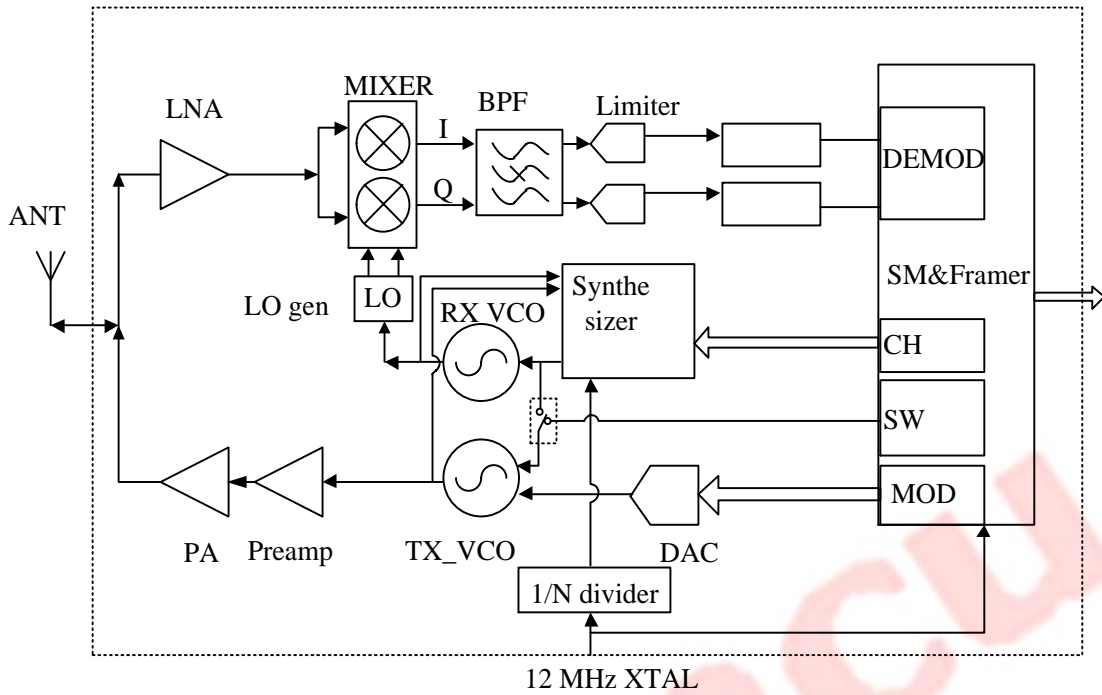 MIXER
LNA
BPF
Limiter
I
Q
DEMOD
ANT
SM&Framer
LO gen
LO
RX VCO
Synthe
sizer
CH
SW
MOD
PA
Preamp
TX_VCO
DAC
1/N divider
12 MHz XTAL
cu